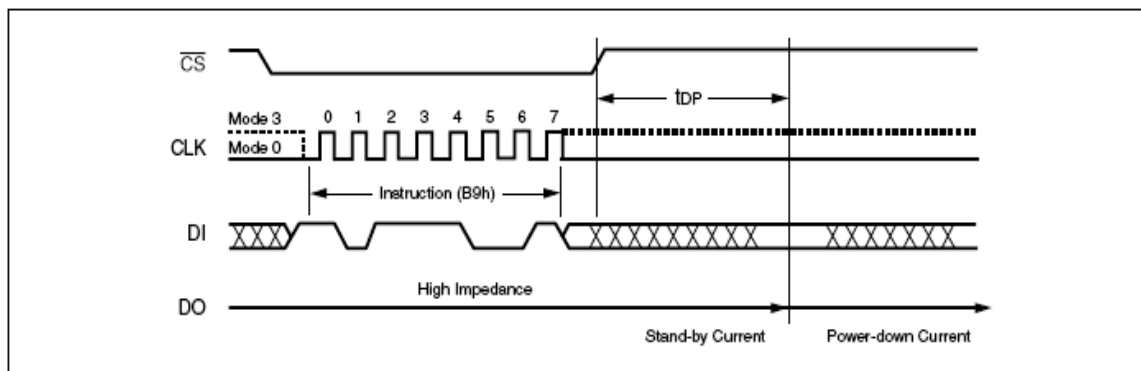 CS
tDP
Mode 3
0 1 2 3 4 5 6 7
CLK
Mode 0
Instruction (B9h)
DI
High Impedance
DO
Stand-by Current
Power-down Current